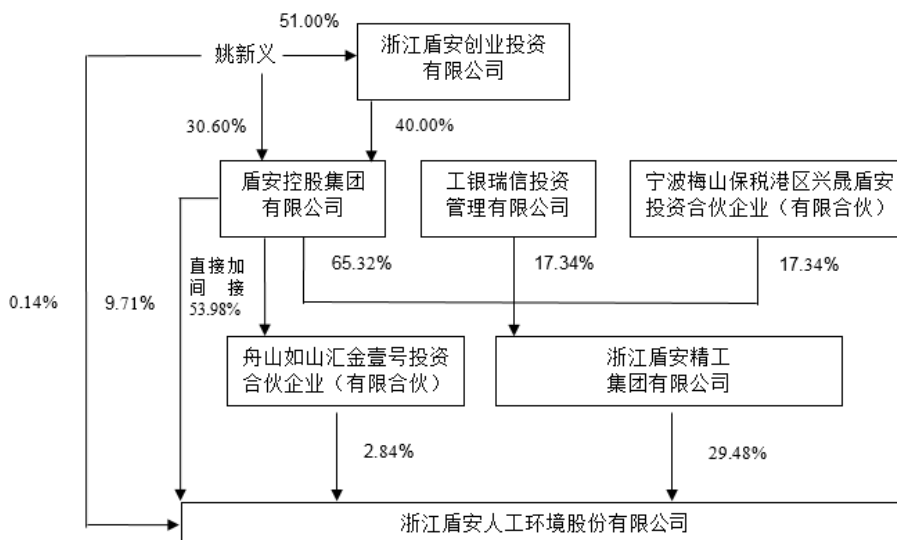 51.00%
姚新义
浙江盾安创业投资
有限公司
30.60%
40.00%
盾安控股集团
有限公司
工银瑞信投资
管理有限公司
宁波梅山保税港区兴晟盾安
投资合伙企业（有限合伙）
直接加
间 接
53.98%
65.32%
17.34%
17.34%
0.14%
9.71%
舟山如山汇金壹号投资
合伙企业（有限合伙）
浙江盾安精工
集团有限公司
2.84%
29.48%
浙江盾安人工环境股份有限公司